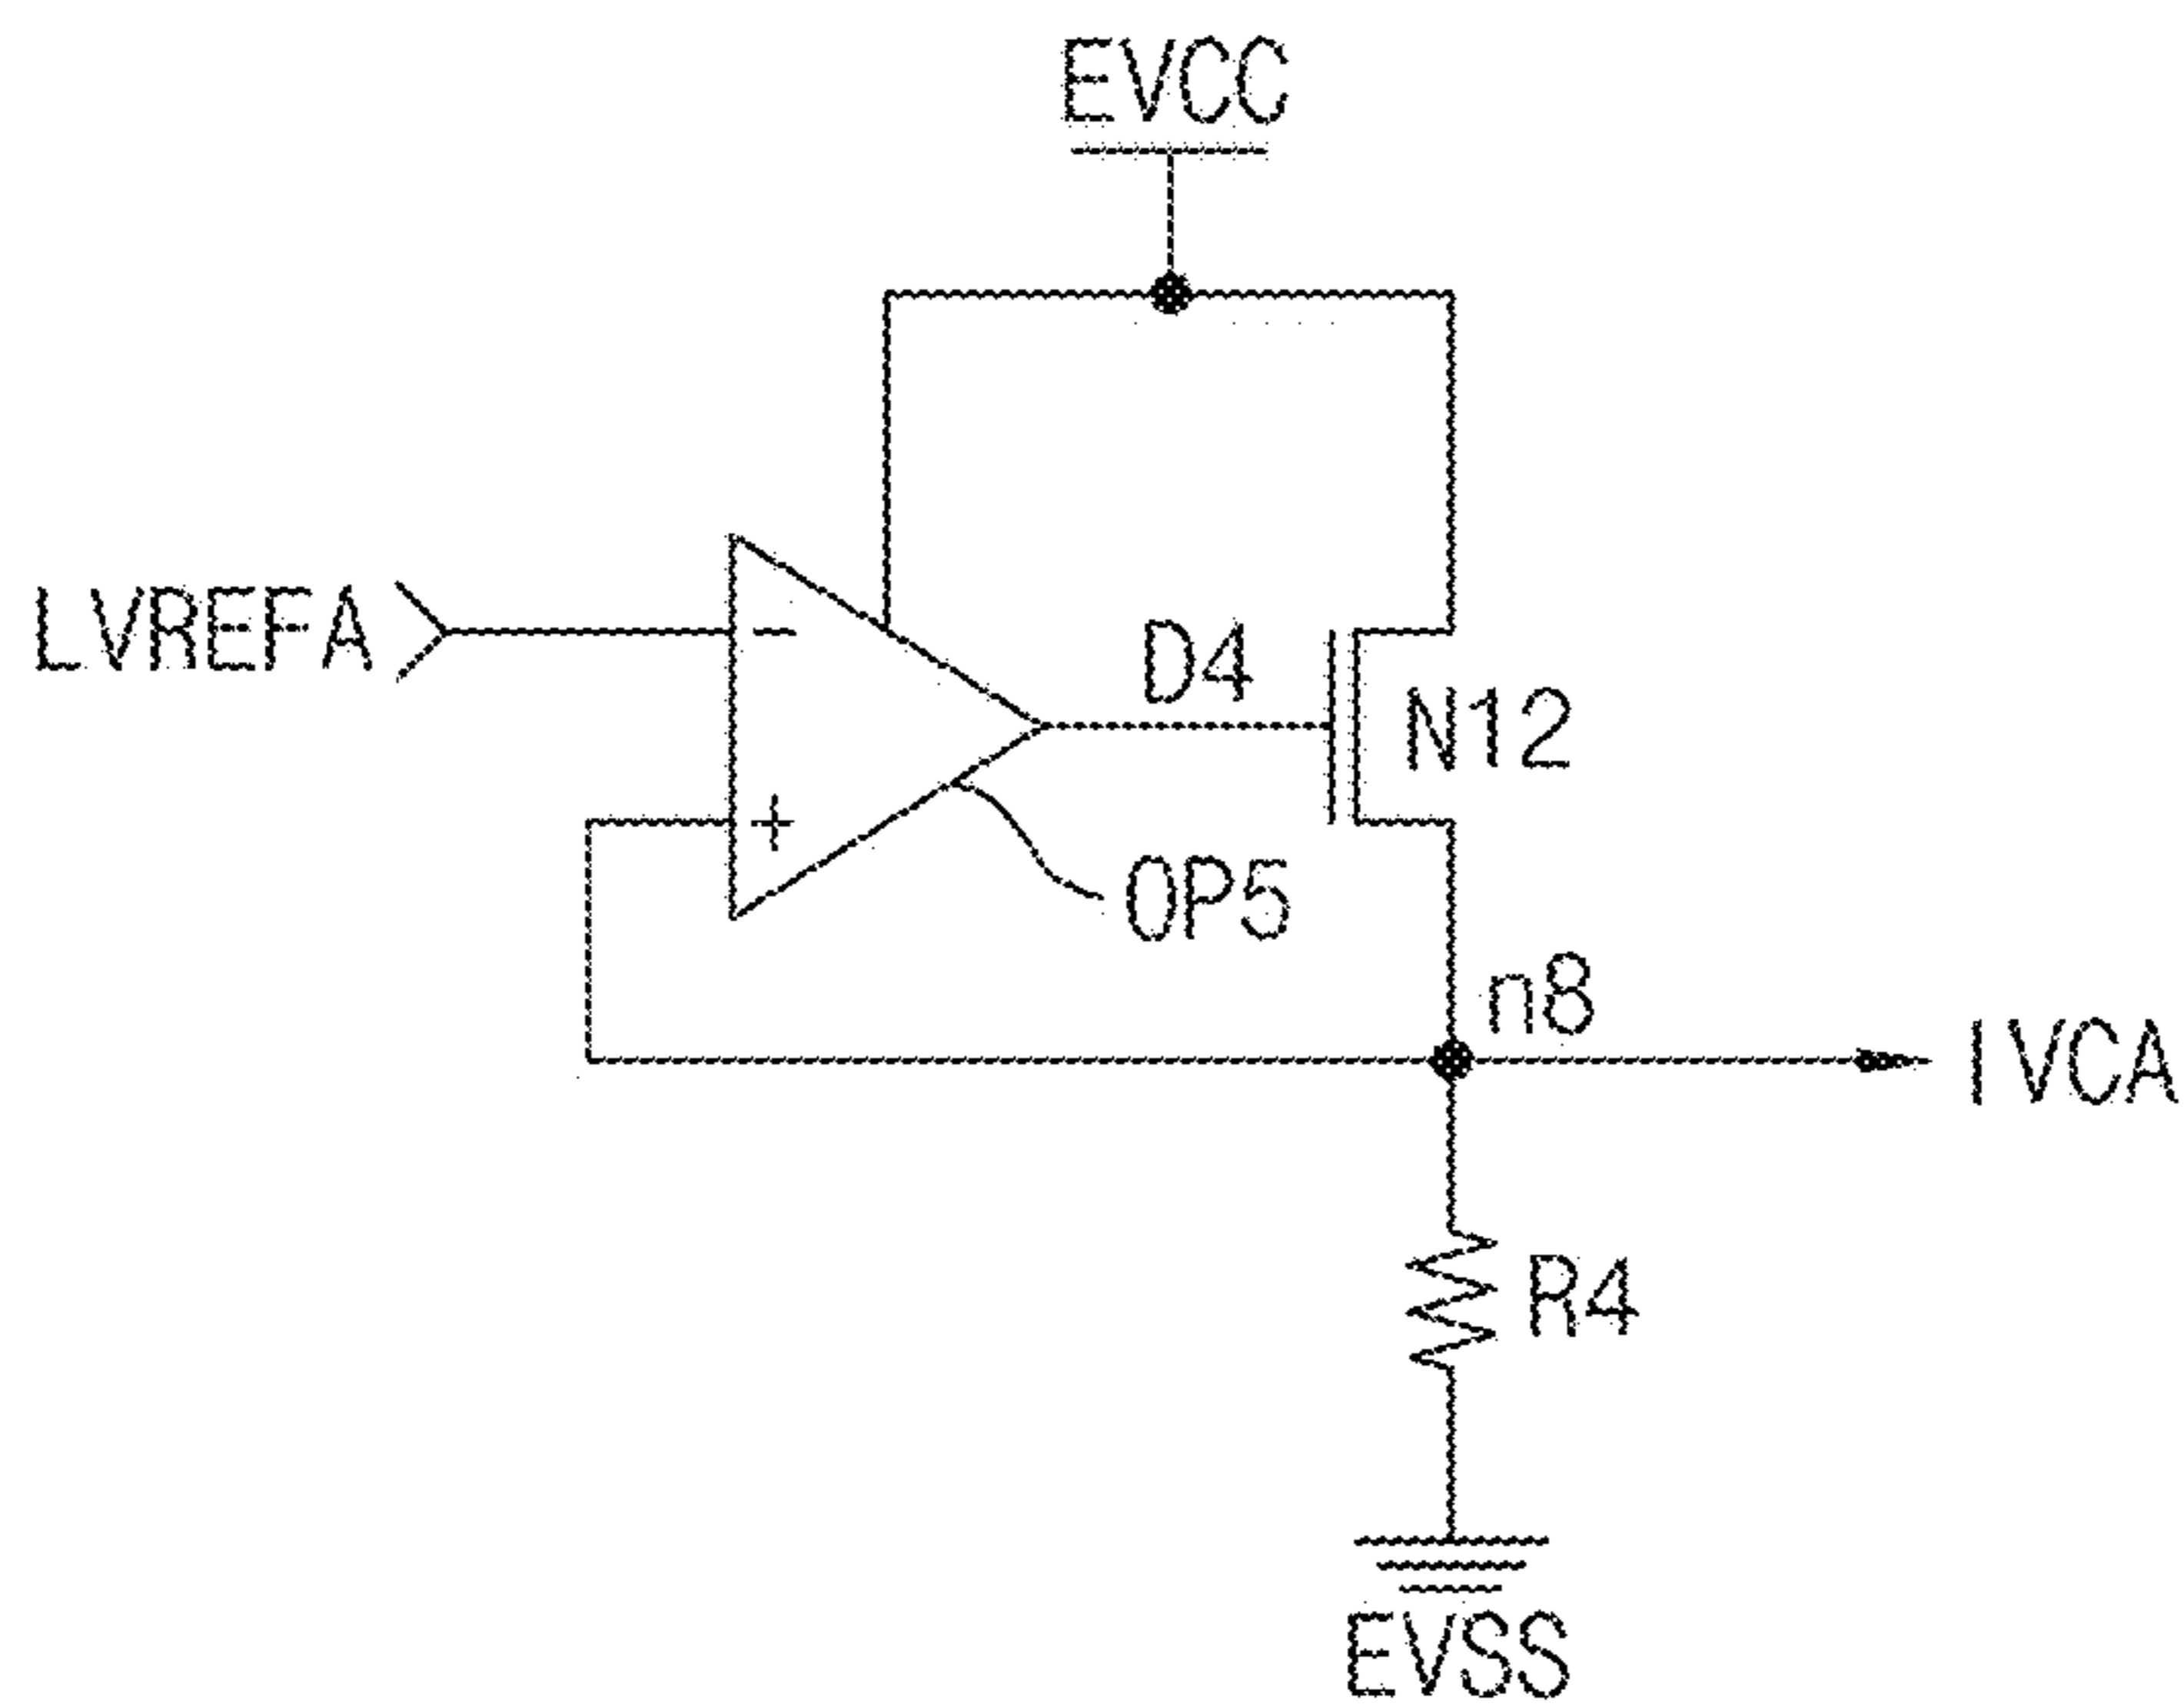 EVCC
LVREFA
-
D4
N12
+
OP5
n8
IVCA
R4
EVSS